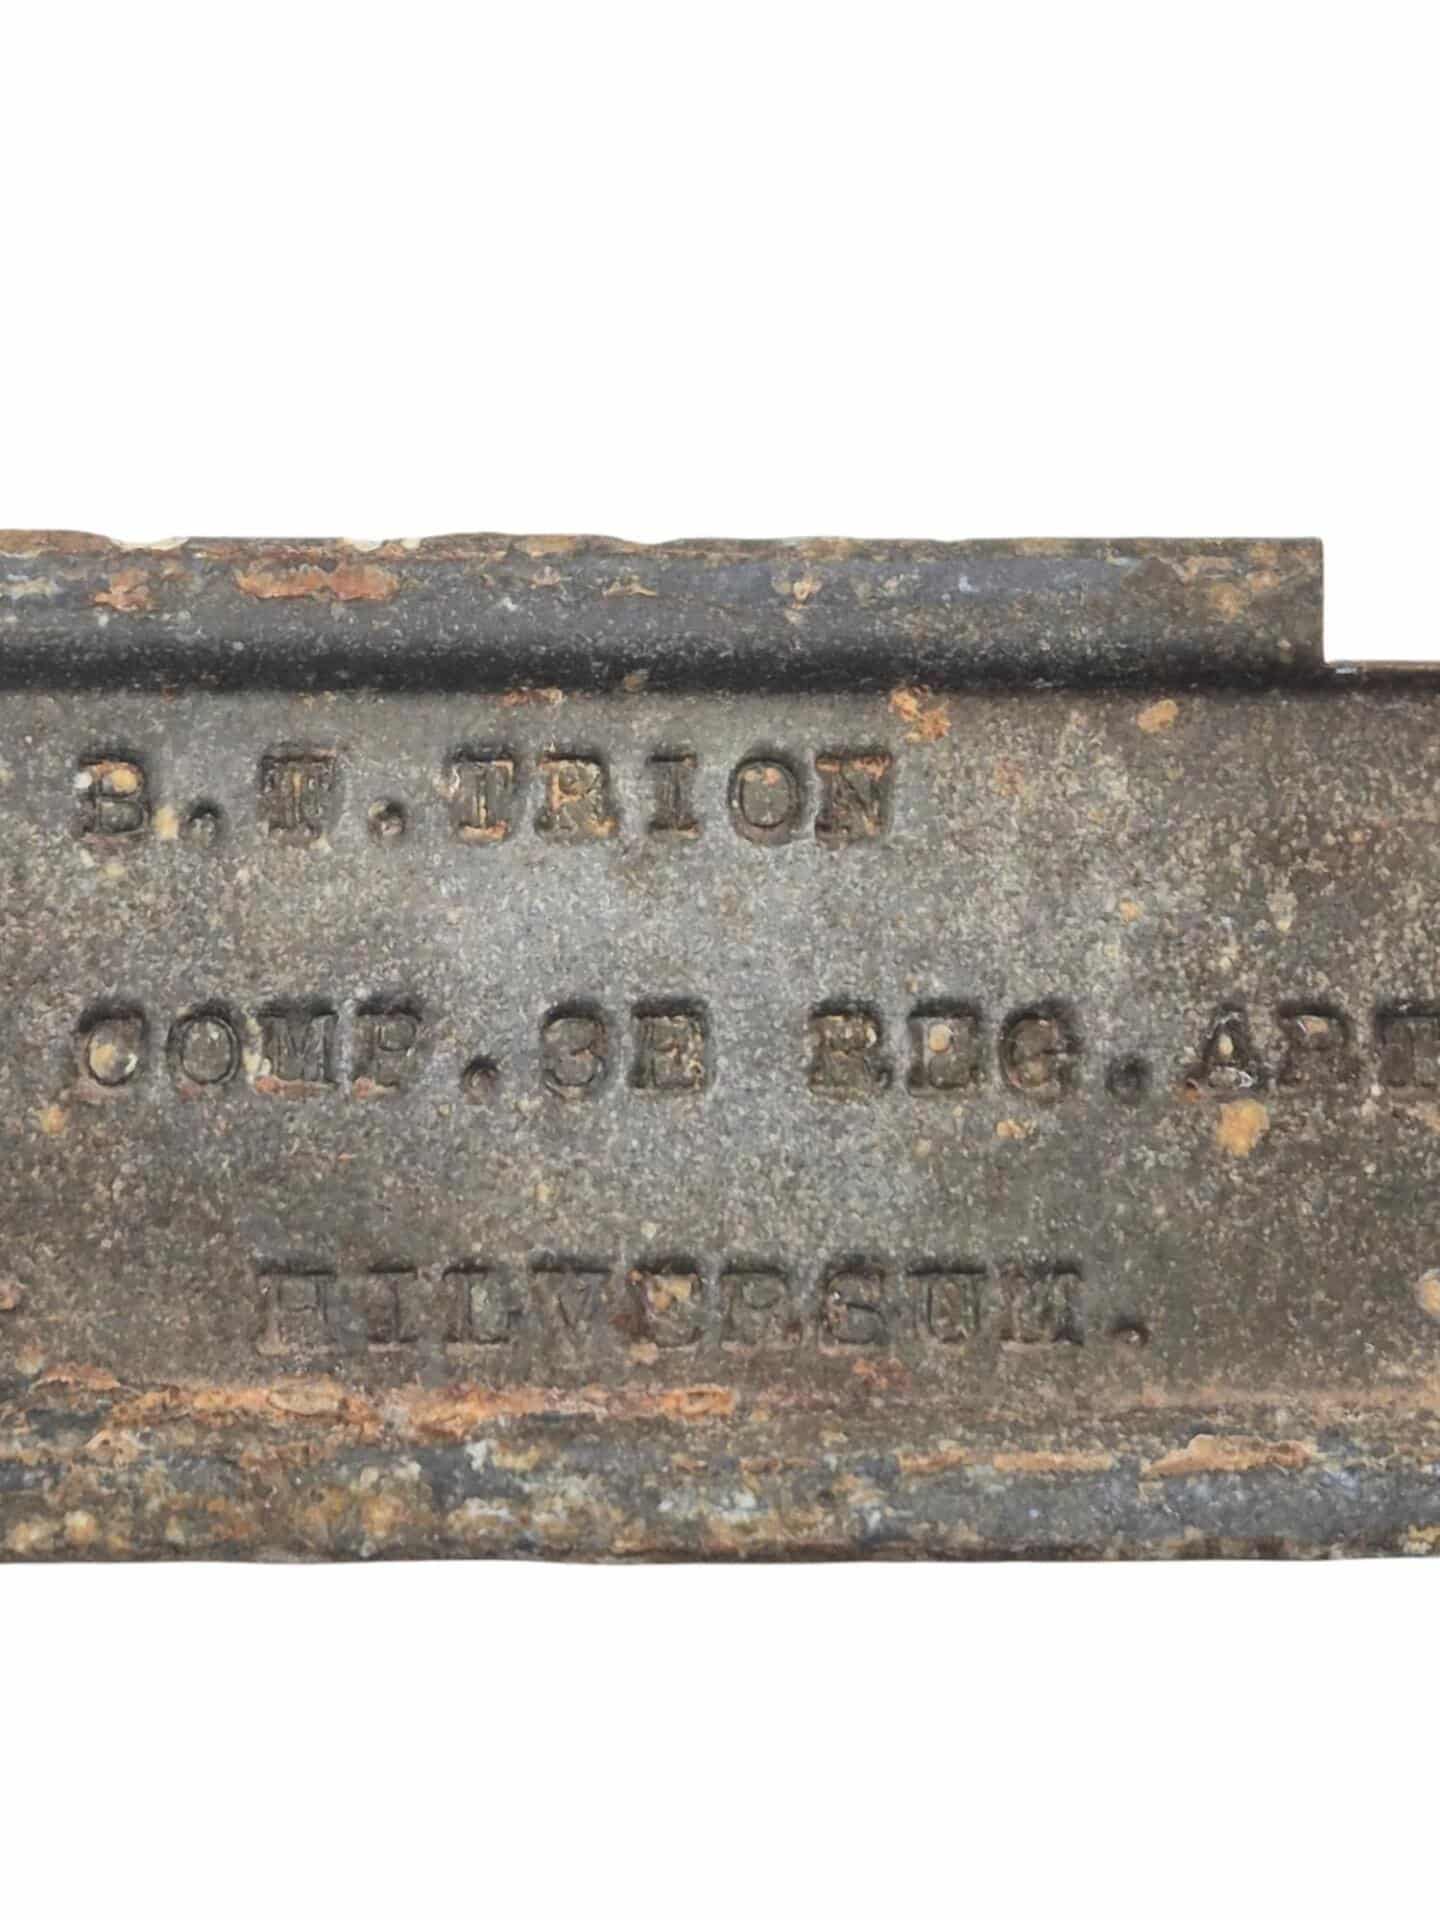 B.T.TRION
COMP.3E REG.ART
HILVERSUM.